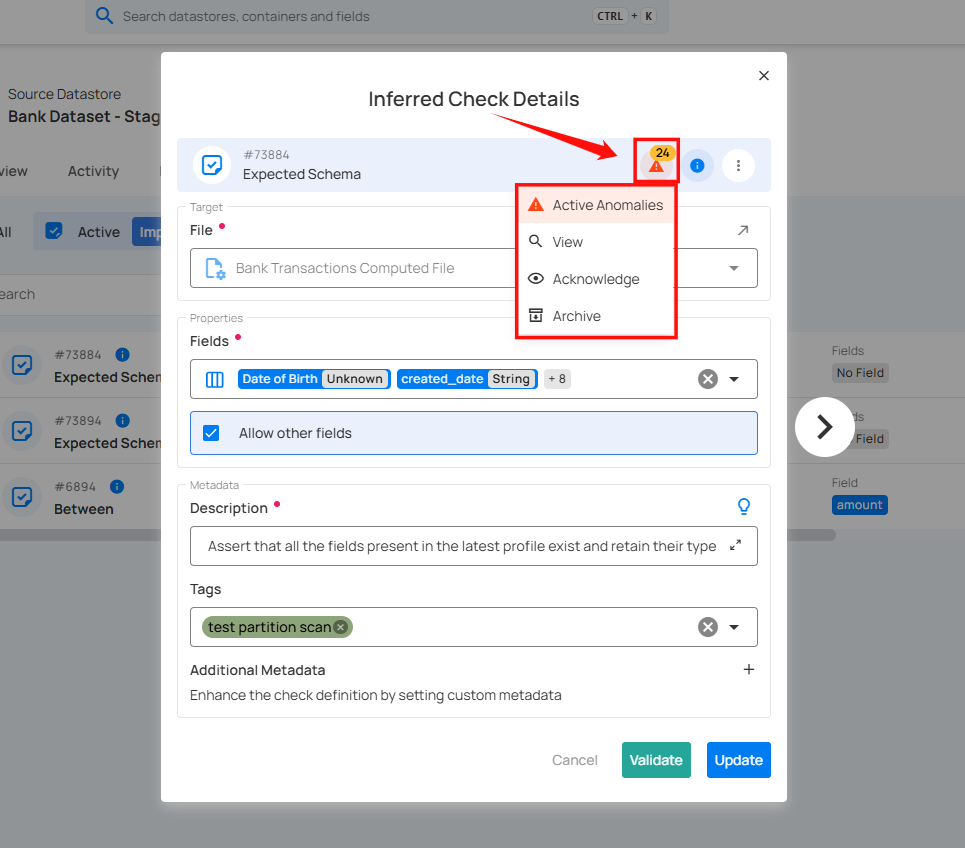 Search datastores, containers and fields
CTRL + K
Source Datastore
Bank Dataset - Stag
view
Activity
All
Active
Imp
earch
#73884
Expected Schem
#73894
Expected Schem
#6894
Between
Inferred Check Details
#73884
Expected Schema
24
Active Anomalies
View
Acknowledge
Archive
Target
File
Bank Transactions Computed File
Properties
Fields
Date of Birth Unknown created_date String + 8
Allow other fields
Metadata
Description
Assert that all the fields present in the latest profile exist and retain their type
Tags
test partition scan
Additional Metadata
Enhance the check definition by setting custom metadata
Cancel
Validate
Update
Fields
No Field
ds
Field
Field
amount